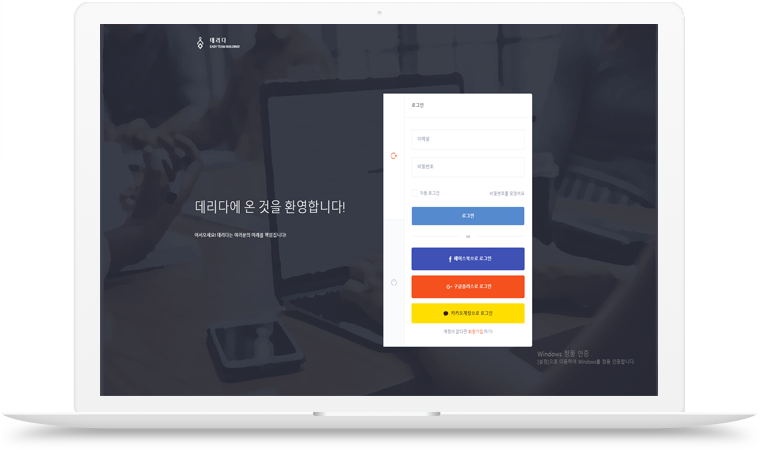 데리다
EASY TEAM BUILDING!
로그인
이메일
비밀번호
자동 로그인
비밀번호를 잊었어요
로그인
OR
데리다에 온 것을 환영합니다!
어서오세요! 데리다는 여러분의 미래를 책임집니다!
f 페이스북으로 로그인
G+ 구글플러스로 로그인
카카오계정으로 로그인
계정이 없다면 회원가입 하기!
Windows 정품 인증
[설정]으로 이동하여 Windows를 정품 인증합니다.